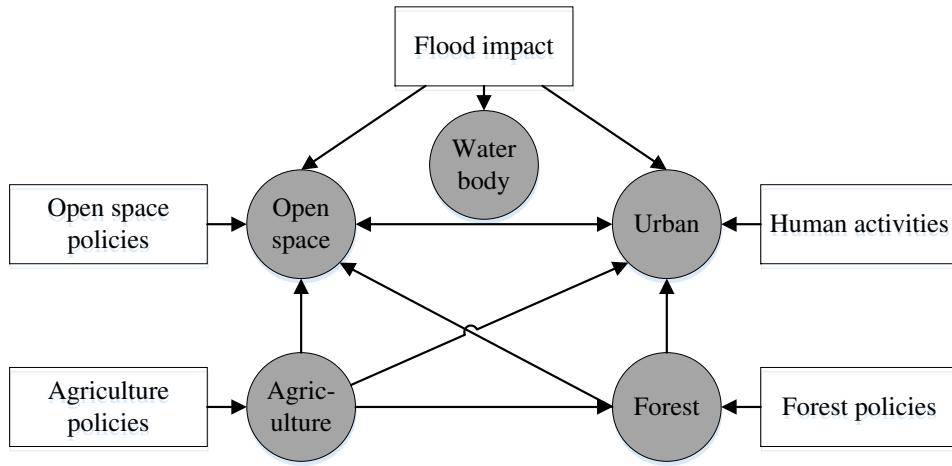 Flood impact
Water
body
Open space
policies
Open
space
Urban
Human activities
Agriculture
policies
Agric-
ulture
Forest
Forest policies